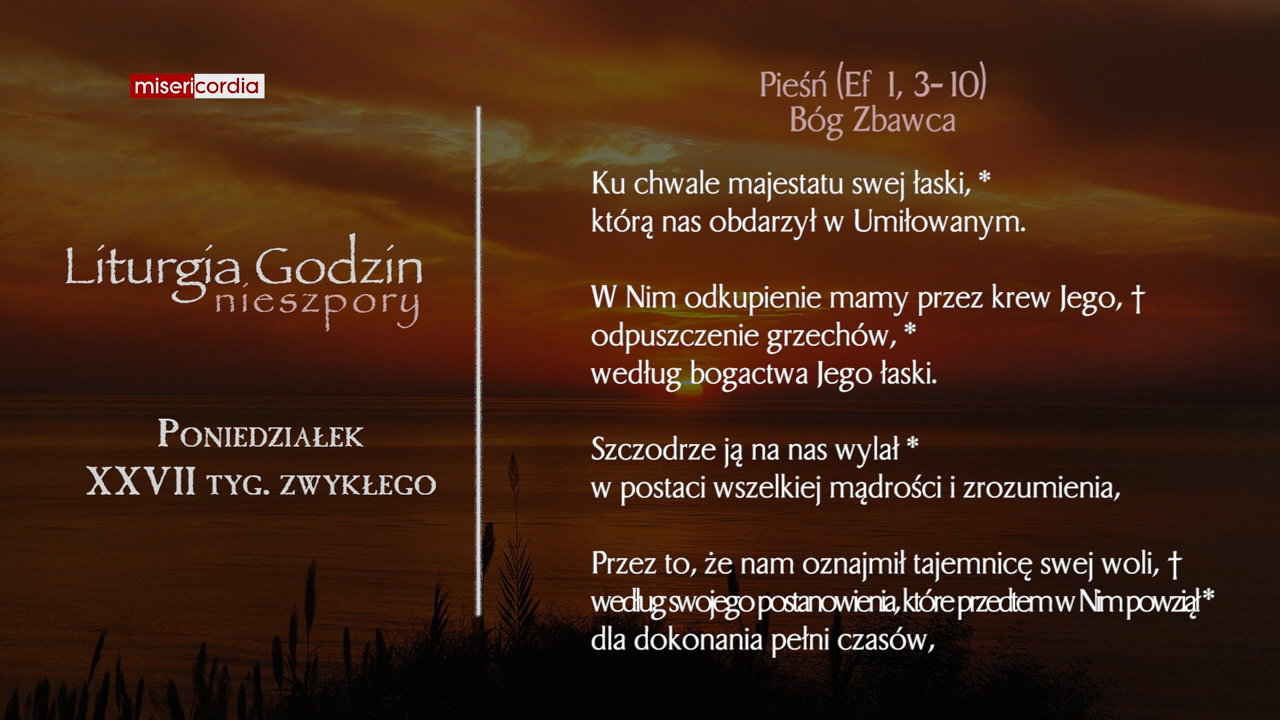 misericordia
Liturgia Godzin
nieszpory
Poniedziałek
XXVII tyg. zwykłego
Pieśń (Ef 1, 3-10)
Bóg Zbawca
Ku chwale majestatu swej łaski, *
którą nas obdarzył w Umiłowanym.
W Nim odkupienie mamy przez krew Jego, †
odpuszczenie grzechów, *
według bogactwa Jego łaski.
Szczodrze ją na nas wylał *
w postaci wszelkiej mądrości i zrozumienia,
Przez to, że nam oznajmił tajemnicę swej woli, †
według swojego postanowienia, które przedtem w Nim powziął *
dla dokonania pełni czasów,